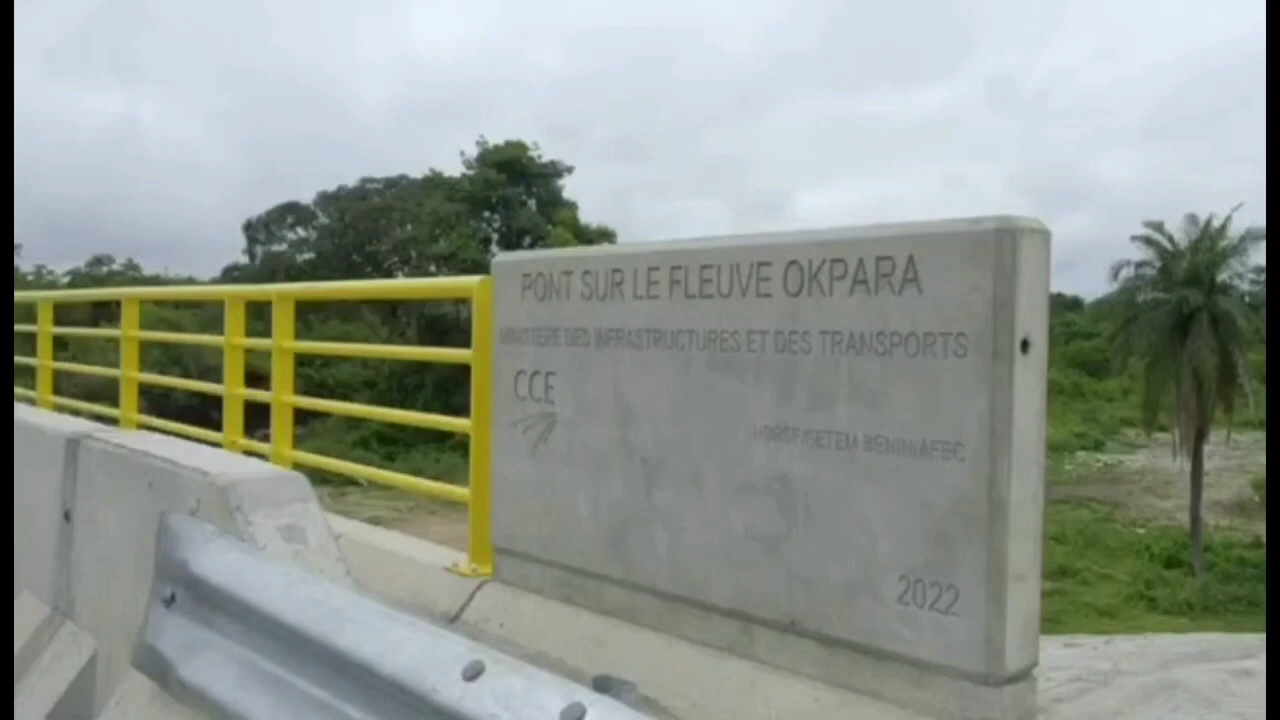 PONT SUR LE FLEUVE OKPARA
MINISTERE DES INFRASTRUCTURES ET DES TRANSPORTS
CCE
2022